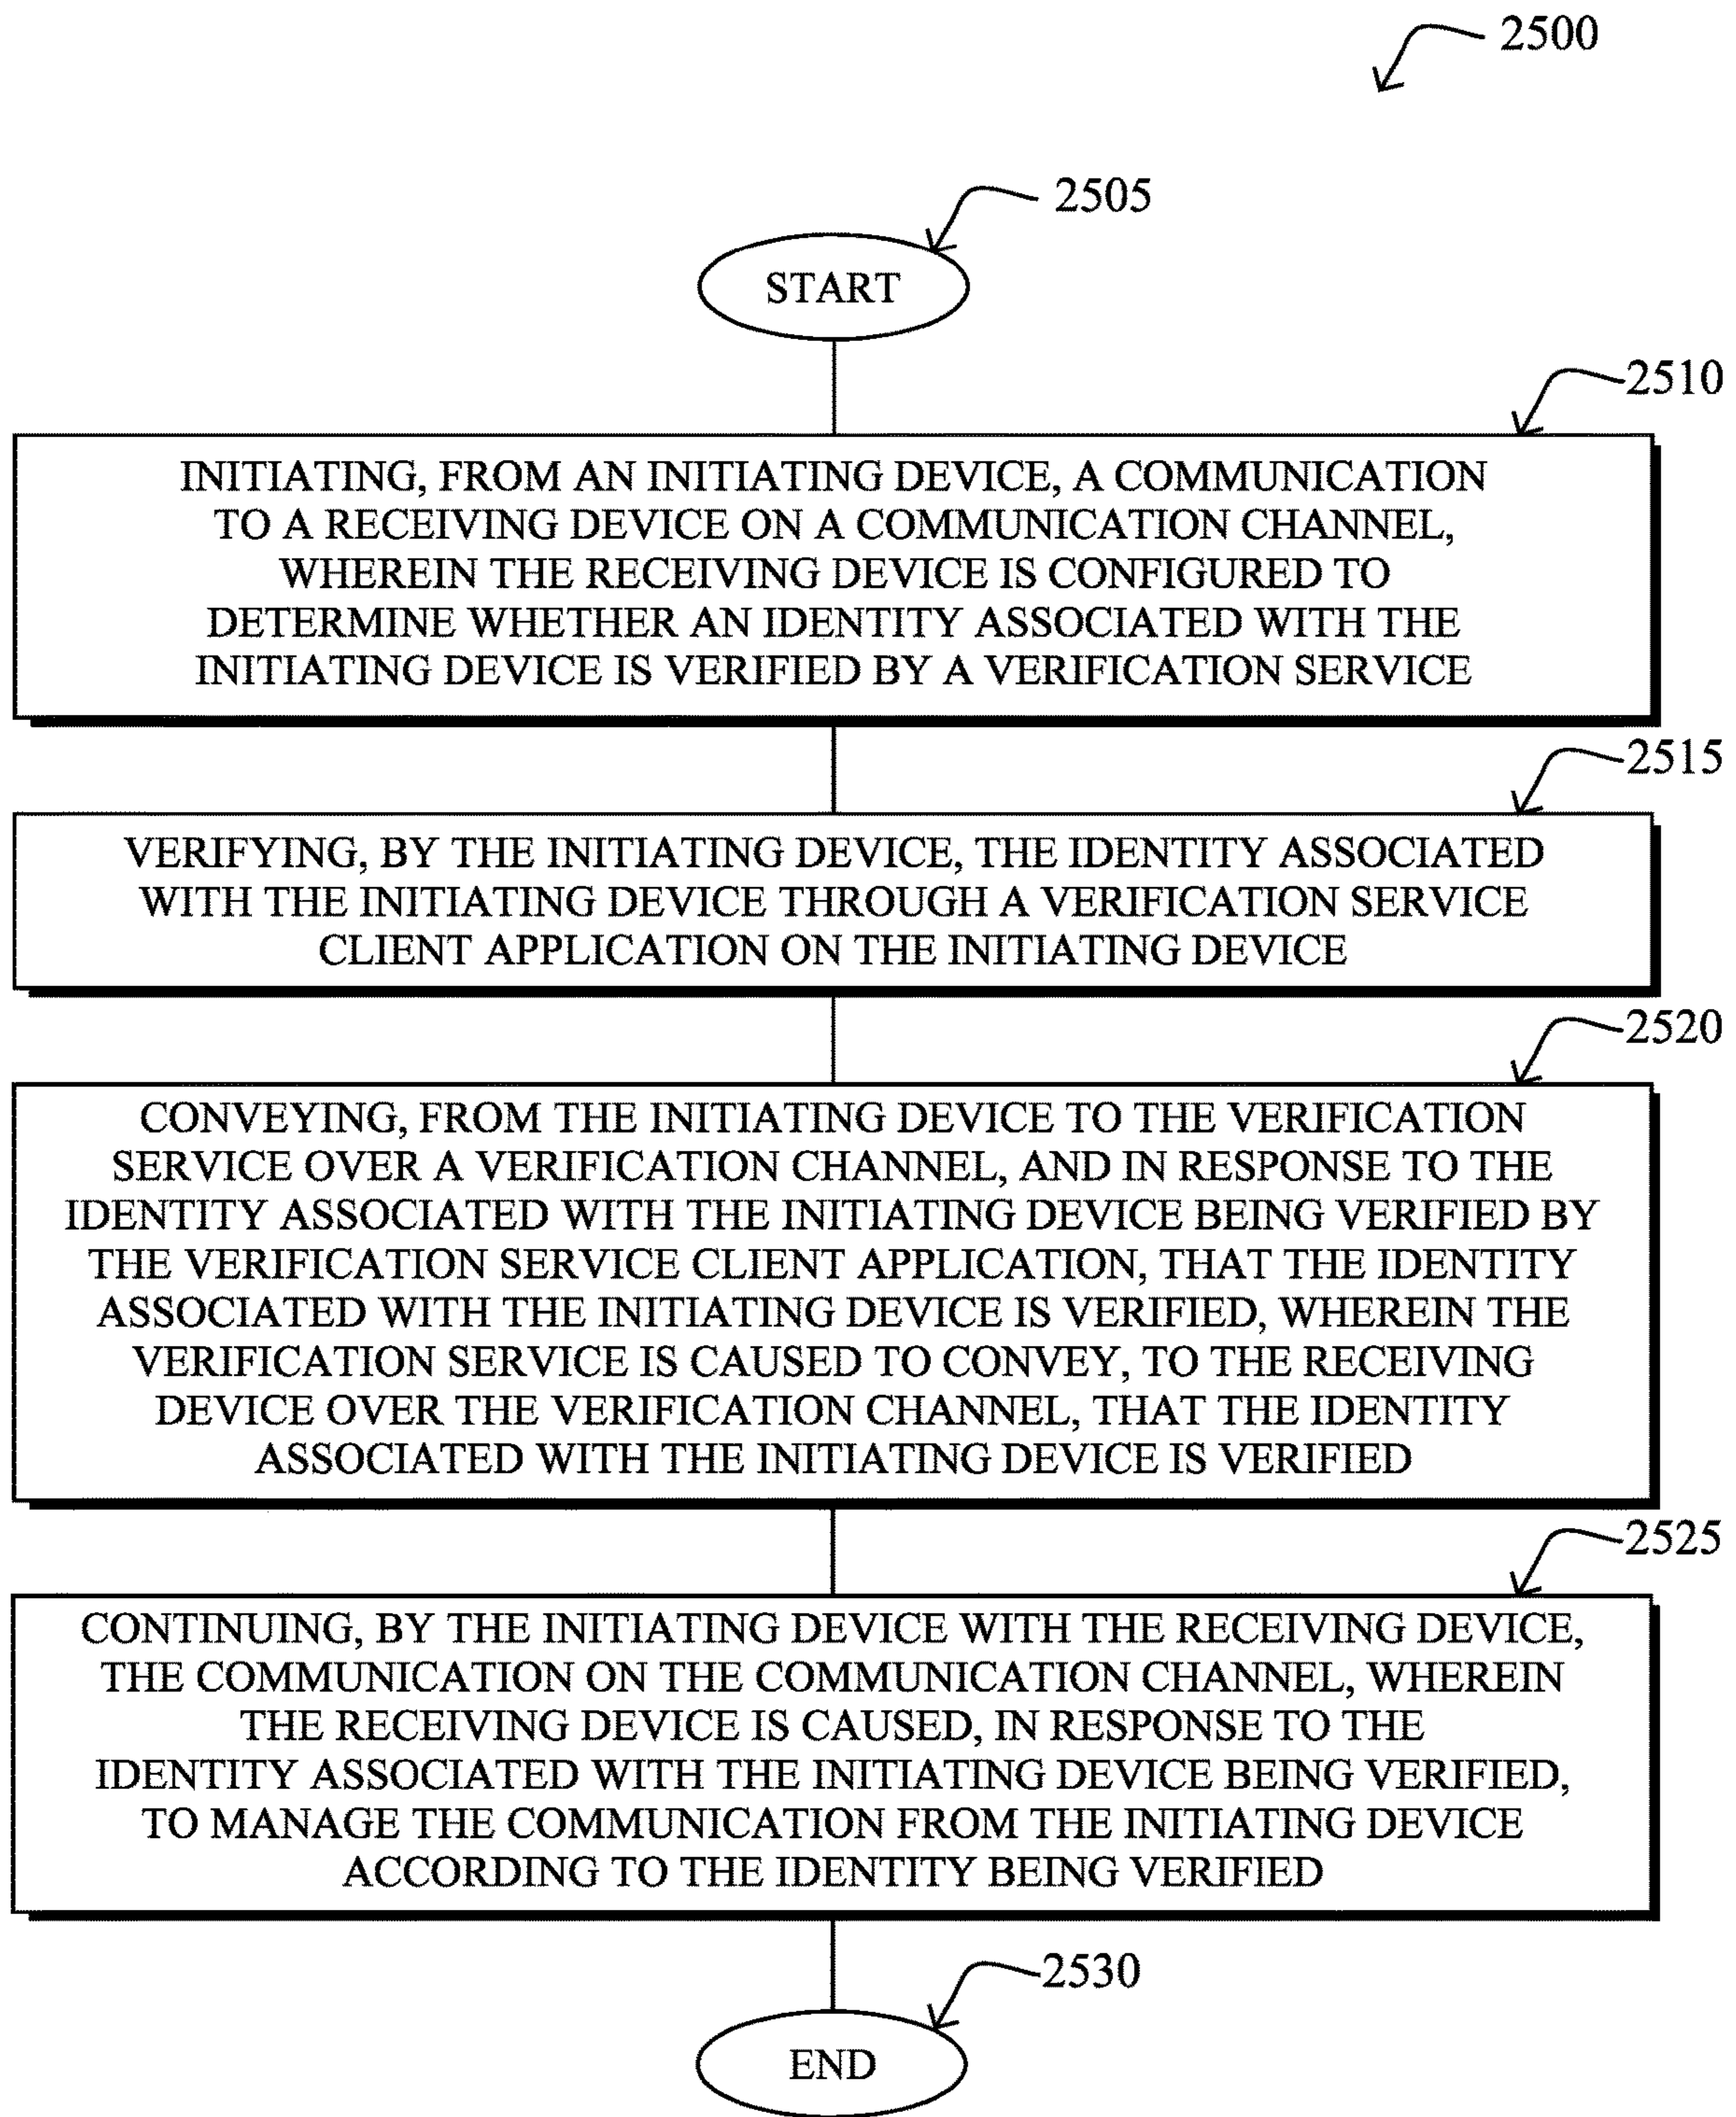 2500
2505
START
2510
INITIATING, FROM AN INITIATING DEVICE, A COMMUNICATION
TO A RECEIVING DEVICE ON A COMMUNICATION CHANNEL,
WHEREIN THE RECEIVING DEVICE IS CONFIGURED TO
DETERMINE WHETHER AN IDENTITY ASSOCIATED WITH THE
INITIATING DEVICE IS VERIFIED BY A VERIFICATION SERVICE
2515
VERIFYING, BY THE INITIATING DEVICE, THE IDENTITY ASSOCIATED
WITH THE INITIATING DEVICE THROUGH A VERIFICATION SERVICE
CLIENT APPLICATION ON THE INITIATING DEVICE
2520
CONVEYING, FROM THE INITIATING DEVICE TO THE VERIFICATION
SERVICE OVER A VERIFICATION CHANNEL, AND IN RESPONSE TO THE
IDENTITY ASSOCIATED WITH THE INITIATING DEVICE BEING VERIFIED BY
THE VERIFICATION SERVICE CLIENT APPLICATION, THAT THE IDENTITY
ASSOCIATED WITH THE INITIATING DEVICE IS VERIFIED, WHEREIN THE
VERIFICATION SERVICE IS CAUSED TO CONVEY, TO THE RECEIVING
DEVICE OVER THE VERIFICATION CHANNEL, THAT THE IDENTITY
ASSOCIATED WITH THE INITIATING DEVICE IS VERIFIED
2525
CONTINUING, BY THE INITIATING DEVICE WITH THE RECEIVING DEVICE,
THE COMMUNICATION ON THE COMMUNICATION CHANNEL, WHEREIN
THE RECEIVING DEVICE IS CAUSED, IN RESPONSE TO THE
IDENTITY ASSOCIATED WITH THE INITIATING DEVICE BEING VERIFIED,
TO MANAGE THE COMMUNICATION FROM THE INITIATING DEVICE
ACCORDING TO THE IDENTITY BEING VERIFIED
2530
END